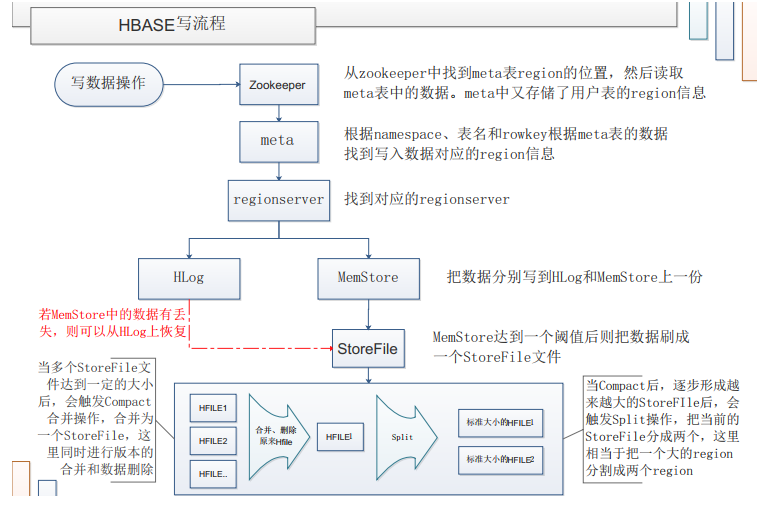 HBASE写流程
写数据操作
Zookeeper
从zookeeper中找到meta表region的位置，然后读取
meta表中的数据。meta中又存储了用户表的region信息
meta
根据namespace、表名和rowkey根据meta表的数据
找到写入数据对应的region信息
regionserver
找到对应的regionserver
HLog
MemStore
把数据分别写到HLog和MemStore上一份
若MemStore中的数据有丢
失，则可以从HLog上恢复
StoreFile
MemStore达到一个阈值后则把数据刷成
一个StoreFile文件
当多个StoreFile文
件达到一定的大小
后，会触发Compact
合并操作，合并为
一个StoreFile，这
里同时进行版本的
合并和数据删除
HFILE1
HFILE2
HFILE..
合并、删除
原来Hfile
HFILE1
Split
标准大小的HFILE1
标准大小的HFILE2
当Compact后，逐步形成越
来越大的StoreFIle后，会
触发Split操作，把当前的
StoreFile分成两个，这里
相当于把一个大的region
分割成两个region